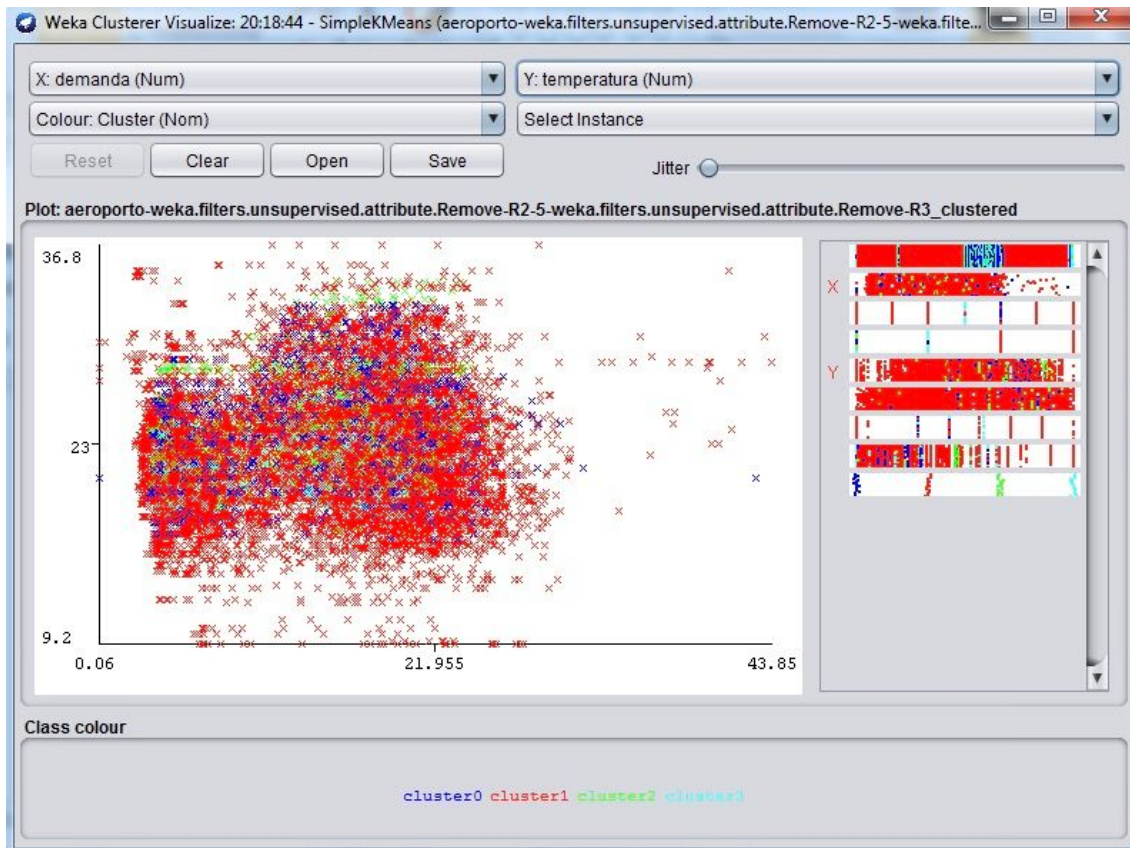 Weka Clusterer Visualize: 20:18:44 - SimpleKMeans (aeroporto-weka.filters.unsupervised.attribute.Remove-R2-5-weka.filte...
X: demanda (Num) Y: temperatura (Num)
Colour: Cluster (Nom) Select Instance
Reset Clear Open Save Jitter
Plot: aeroporto-weka.filters.unsupervised.attribute.Remove-R2-5-weka.filters.unsupervised.attribute.Remove-R3_clustered
36.8
X
Y
23
9.2
0.06 21.955 43.85
Class colour
cluster0 cluster1 cluster2 cluster3